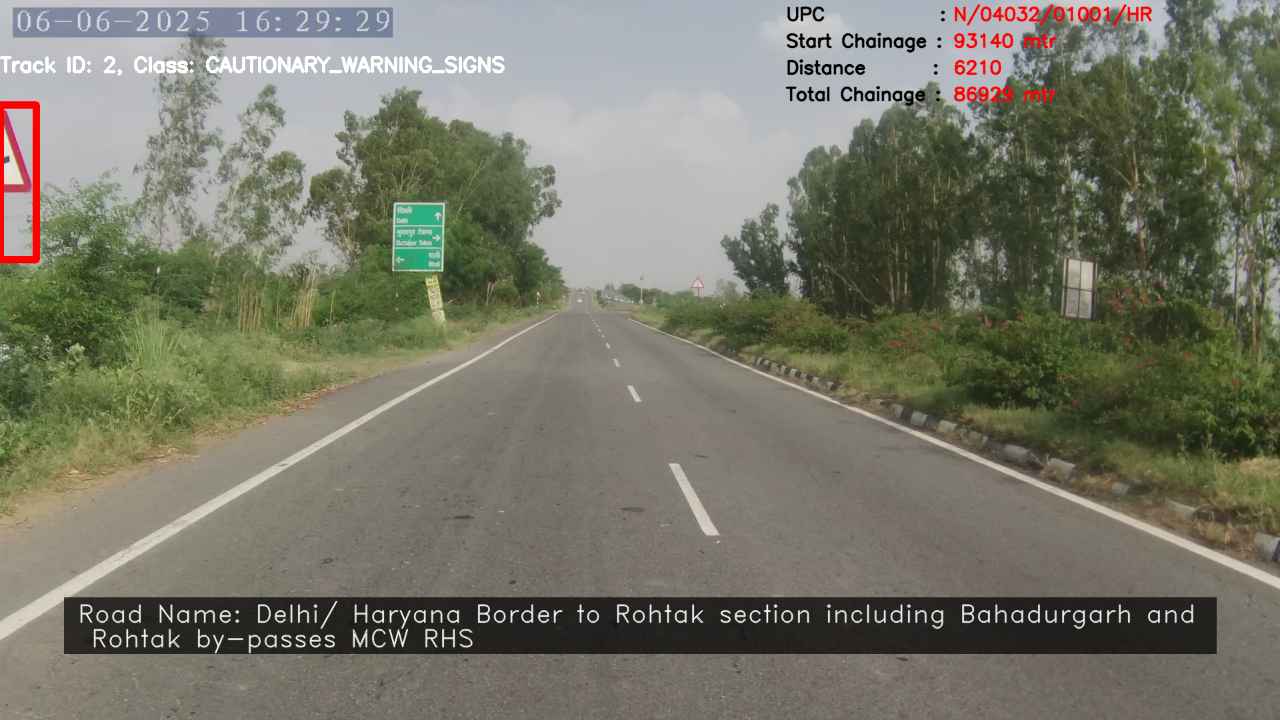 06-06-2025 16:29:29
UPC : N/04032/01001/HR
Start Chainage : 93140 mtr
Distance : 6210
Total Chainage : 86929 mtr
Track ID: 2, Class: CAUTIONARY_WARNING_SIGNS
दिल्ली
Delhi
Road Name: Delhi/ Haryana Border to Rohtak section including Bahadurgarh and
Rohtak by-passes MCW RHS